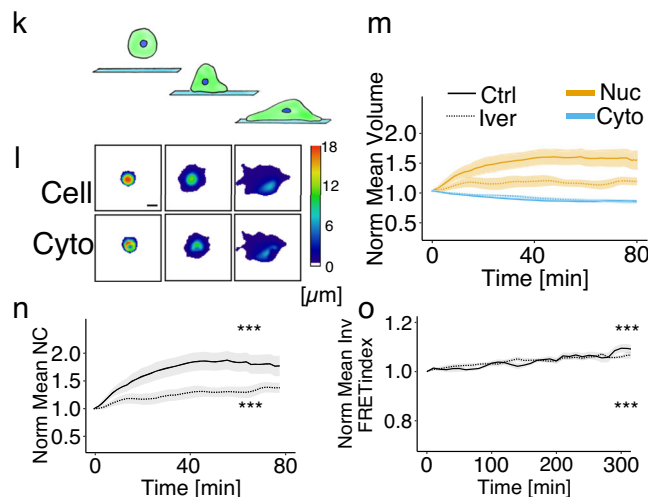 k
l
Cell
Cyto
18
12
6
0
[μm]
m
Norm Mean Volume
Ctrl
Iver
Nuc
Cyto
2.0
1.5
1.0
0.5
0 40 80
Time [min]
n
Norm Mean NC
2.0
1.5
1.0
0.5
***
***
0 40 80
Time [min]
o
Norm Mean Inv
FRETindex
1.2
1.0
0.8
***
***
0 100 200 300
Time [min]